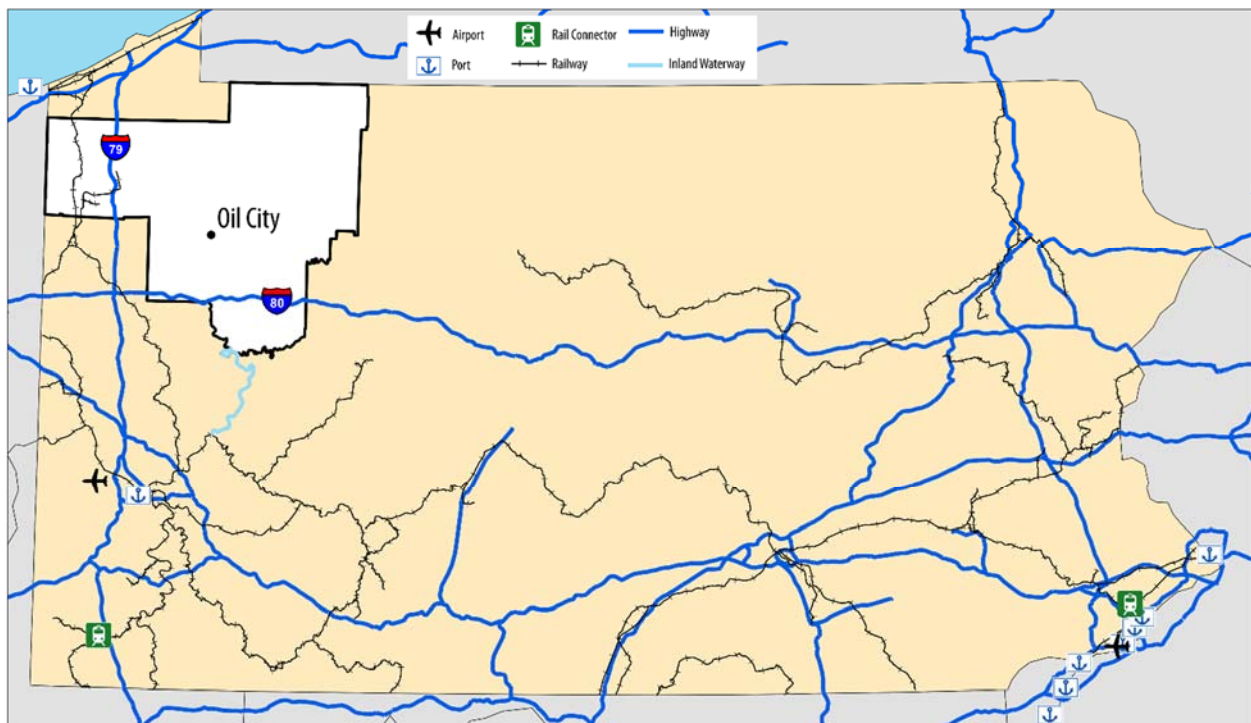 Airport
Rail Connector
Highway
Port
Railway
Inland Waterway
79
Oil City
80